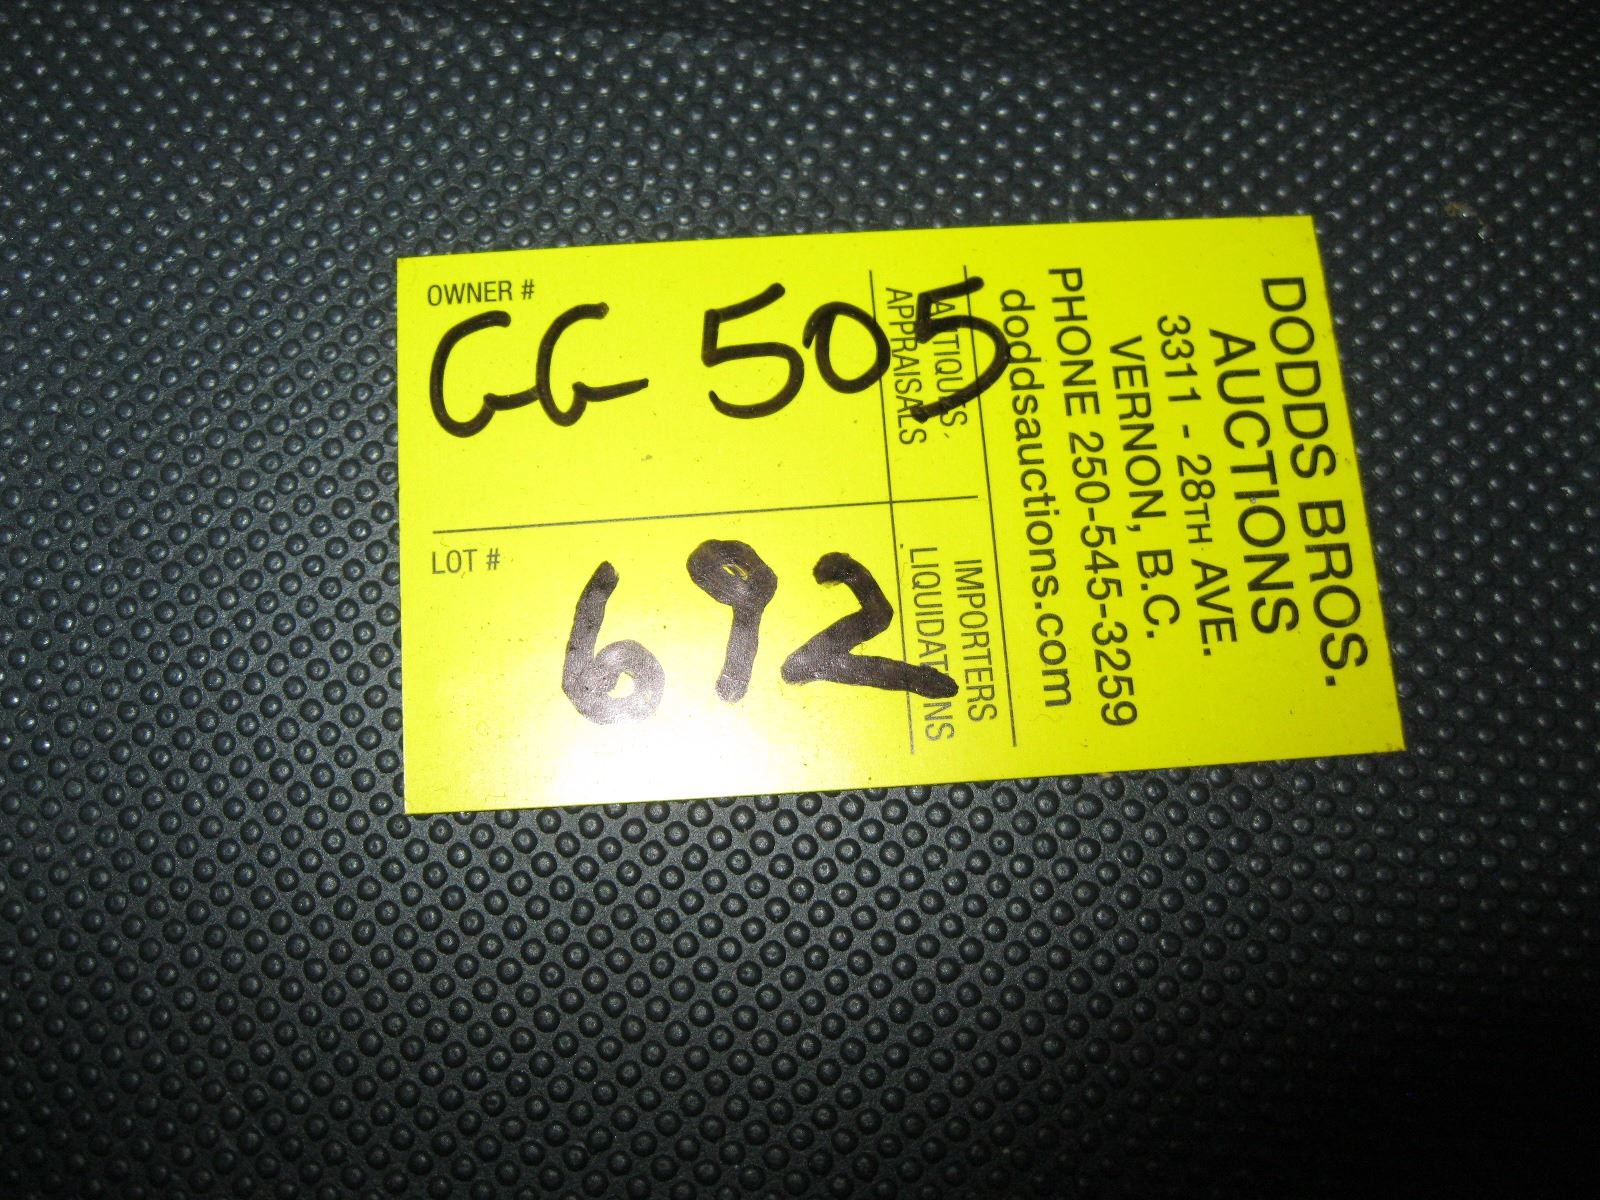 DODDS BROS.
AUCTIONS
3311 - 28TH AVE.
VERNON, B.C.
PHONE 250-545-3259
doddsauctions.com
ANTIQUES
APPRAISALS
IMPORTERS
LIQUIDATIONS
OWNER #
GG 505
LOT #
692